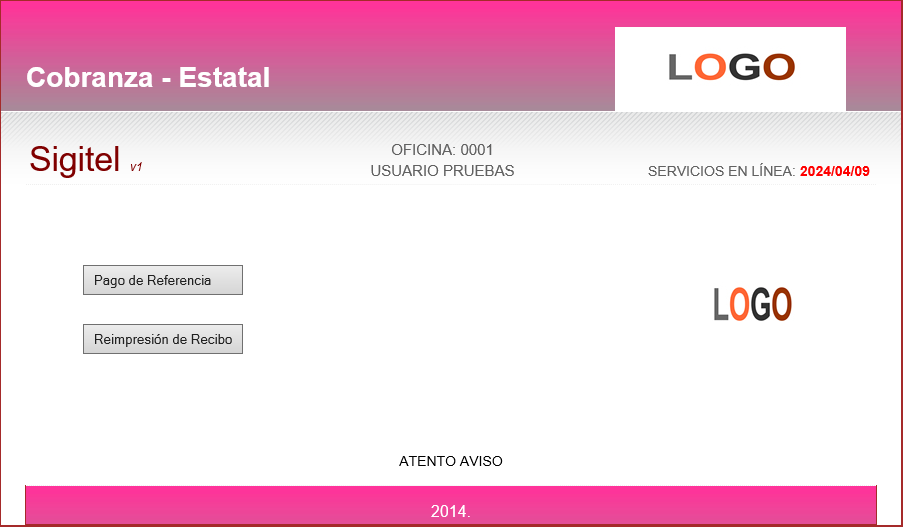 Cobranza - Estatal
LOGO
Sigitel v1
OFICINA: 0001
USUARIO PRUEBAS
SERVICIOS EN LÍNEA: 2024/04/09
Pago de Referencia
LOGO
Reimpresión de Recibo
ATENTO AVISO
2014.